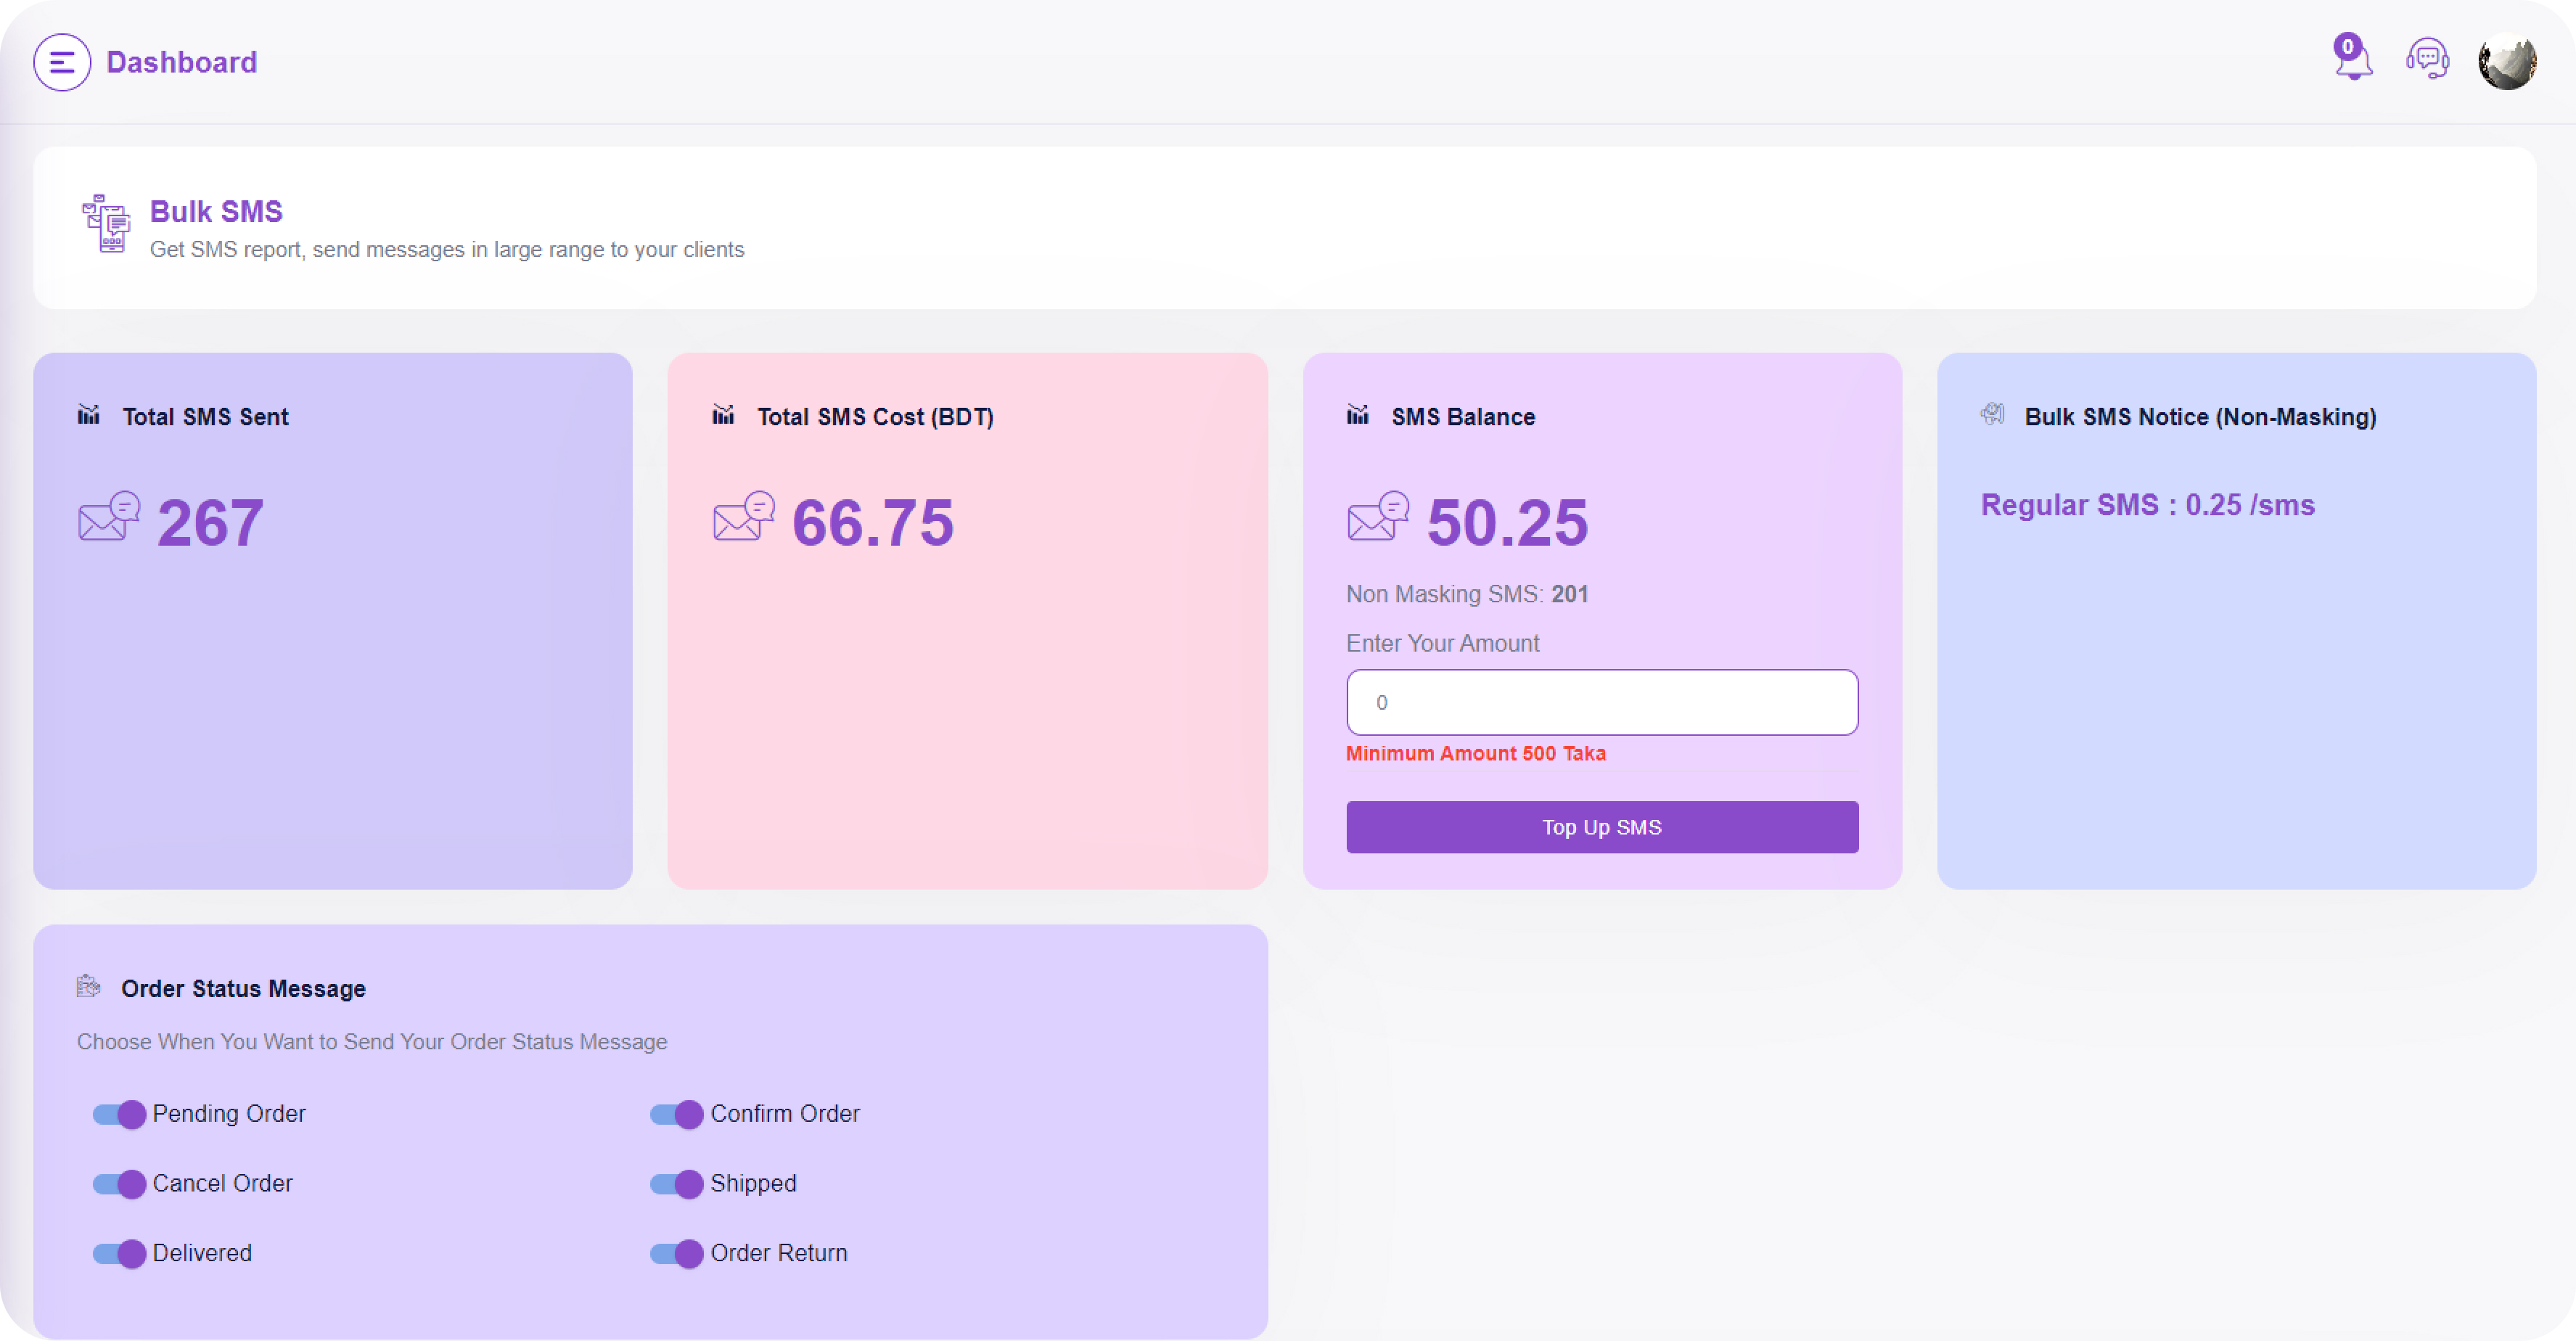 Dashboard
0
Bulk SMS
Get SMS report, send messages in large range to your clients
Total SMS Sent
267
Total SMS Cost (BDT)
66.75
SMS Balance
50.25
Non Masking SMS: 201
Enter Your Amount
0
Minimum Amount 500 Taka
Top Up SMS
Bulk SMS Notice (Non-Masking)
Regular SMS : 0.25 /sms
Order Status Message
Choose When You Want to Send Your Order Status Message
Pending Order
Confirm Order
Cancel Order
Shipped
Delivered
Order Return